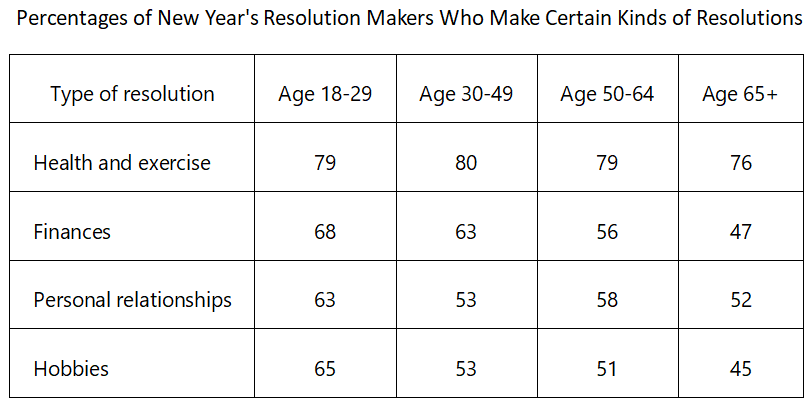 Percentages of New Year's Resolution Makers Who Make Certain Kinds of Resolutions
Type of resolution Age 18-29 Age 30-49 Age 50-64 Age 65+
Health and exercise 79 80 79 76
Finances 68 63 56 47
Personal relationships 63 53 58 52
Hobbies 65 53 51 45